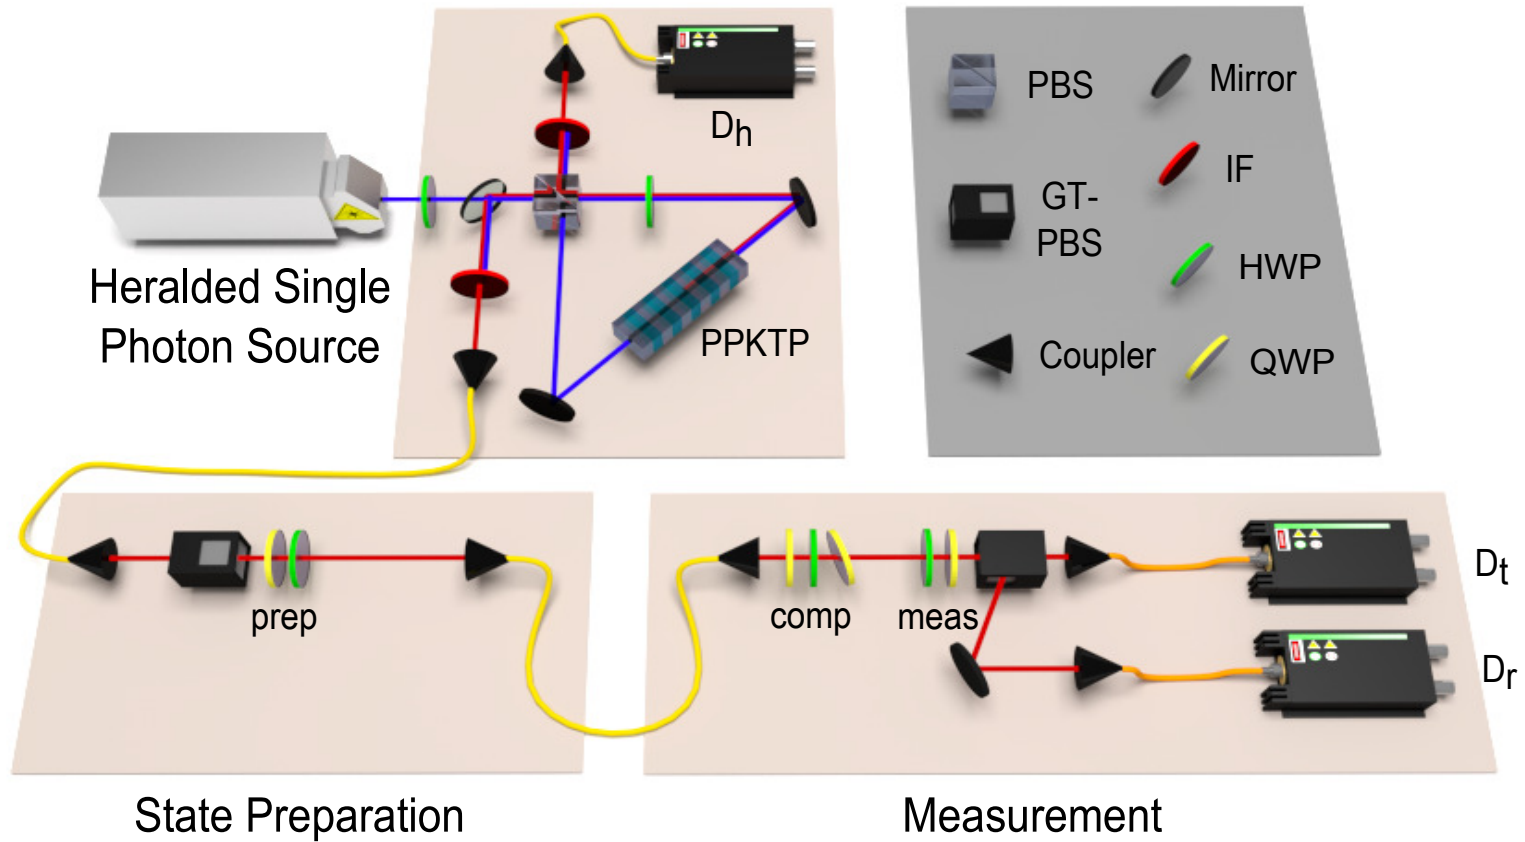 Dh
Heralded Single
Photon Source
PPKTP
PBS
Mirror
GT-
PBS
IF
HWP
Coupler
QWP
prep
comp
meas
Dt
Dr
State Preparation
Measurement